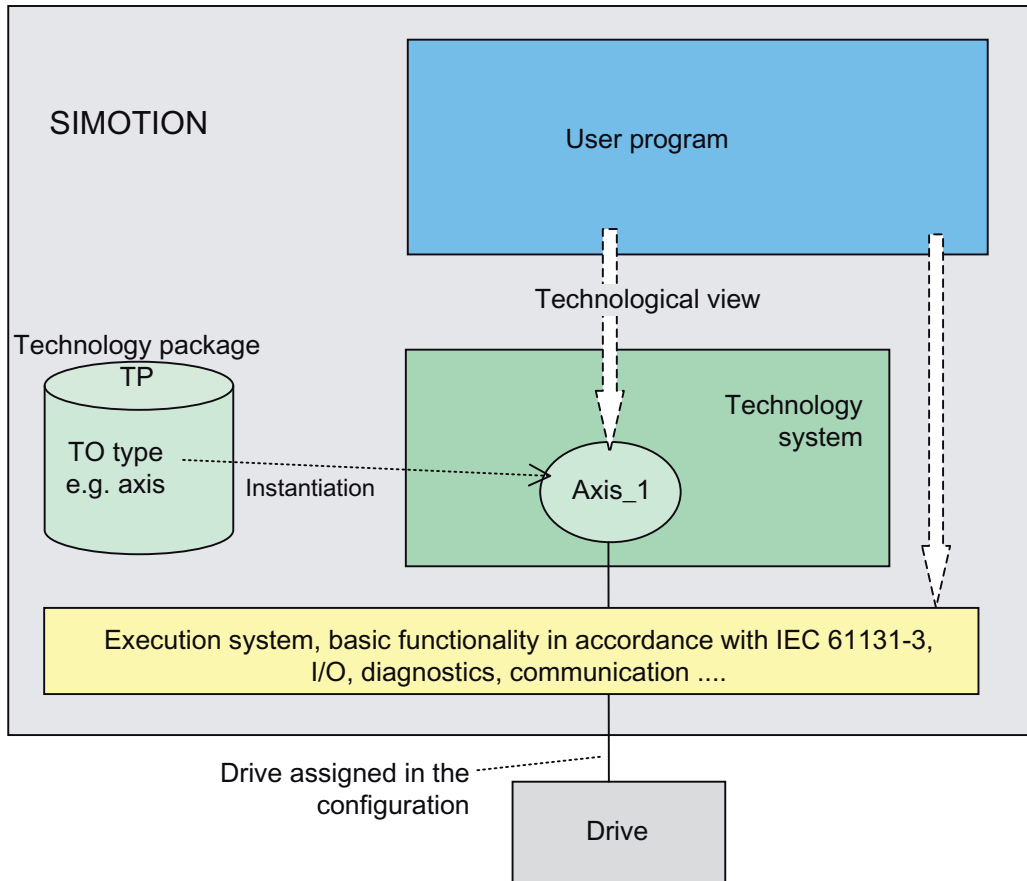 SIMOTION
User program
Technological view
Technology package
TP
TO type
e.g. axis
Instantiation
Technology
system
Axis_1
Execution system, basic functionality in accordance with IEC 61131-3,
I/O, diagnostics, communication ....
Drive assigned in the
configuration
Drive